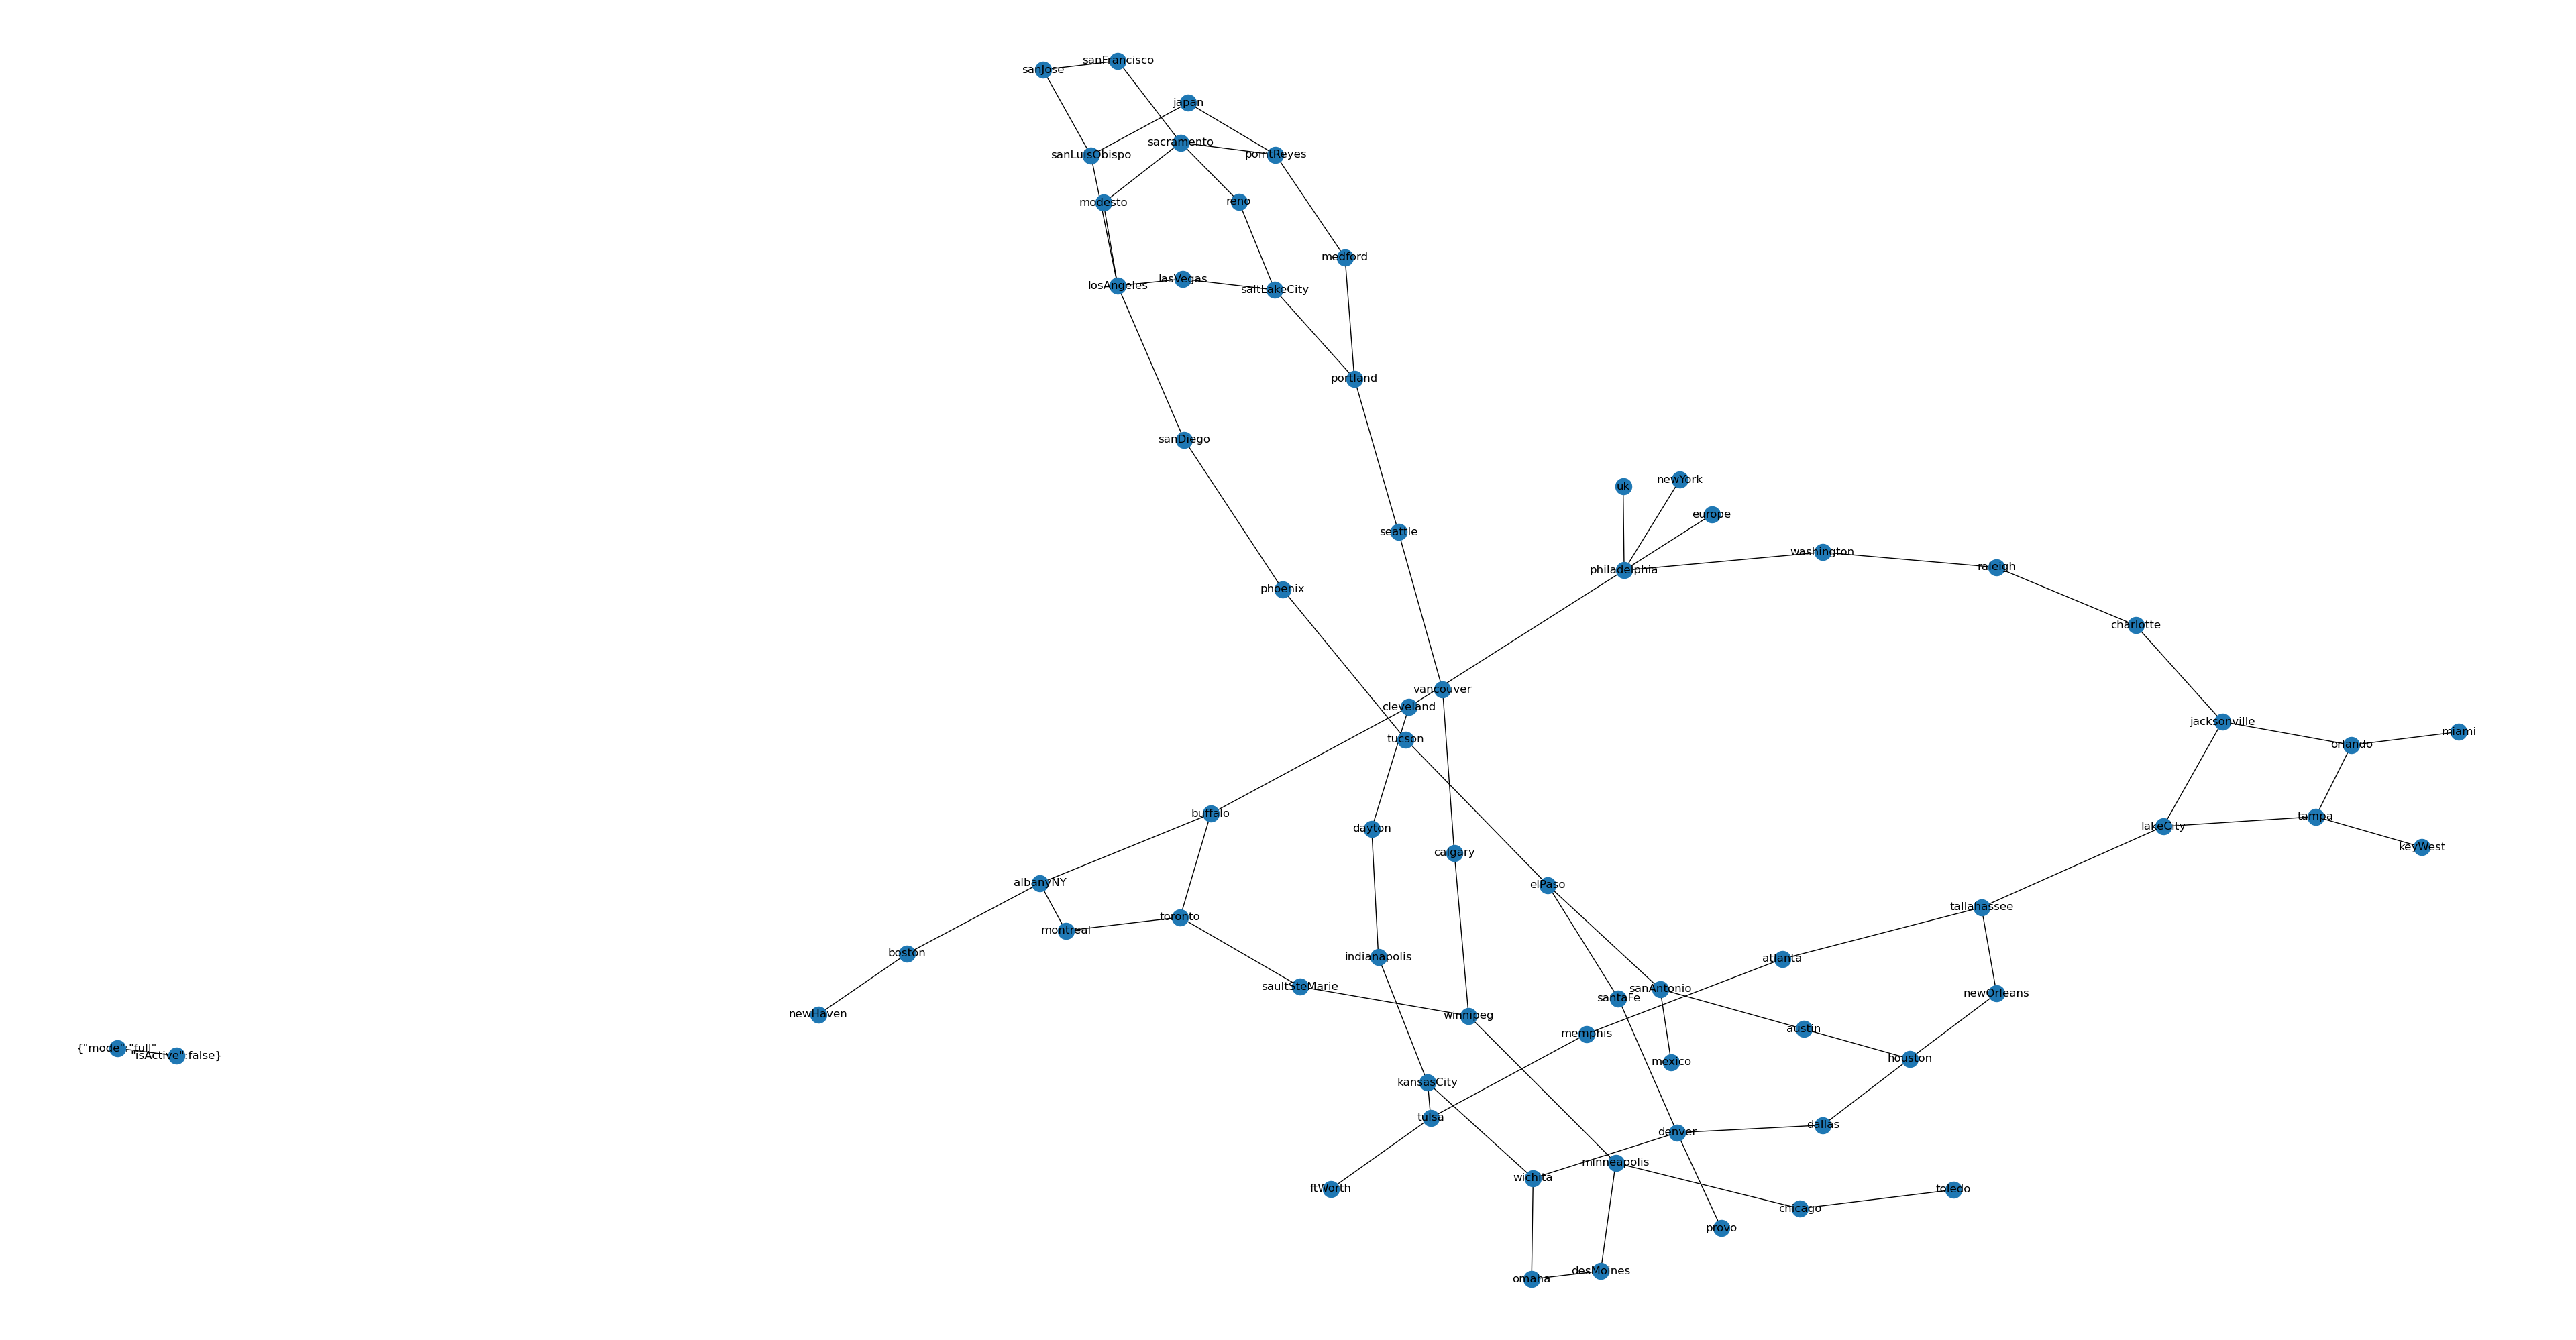 sanFrancisco
sanJose
japan
sacramento
sanLuisObispo
pointReyes
modesto
reno
medford
losAngeles
lasVegas
saltLakeCity
portland
sanDiego
uk
newYork
europe
seattle
washington
philadelphia
raleigh
phoenix
charlotte
vancouver
cleveland
jacksonville
miami
tucson
orlando
buffalo
tampa
dayton
lakeCity
keyWest
calgary
albanyNY
elPaso
tallahassee
toronto
montreal
boston
indianapolis
atlanta
saultSteMarie
sanAntonio
newOrleans
santaFe
newHaven
winnipeg
austin
memphis
{"mode":"full"
"isActive":false}
houston
mexico
kansasCity
tulsa
dallas
denver
minneapolis
wichita
ftWorth
toledo
chicago
provo
desMoines
omaha